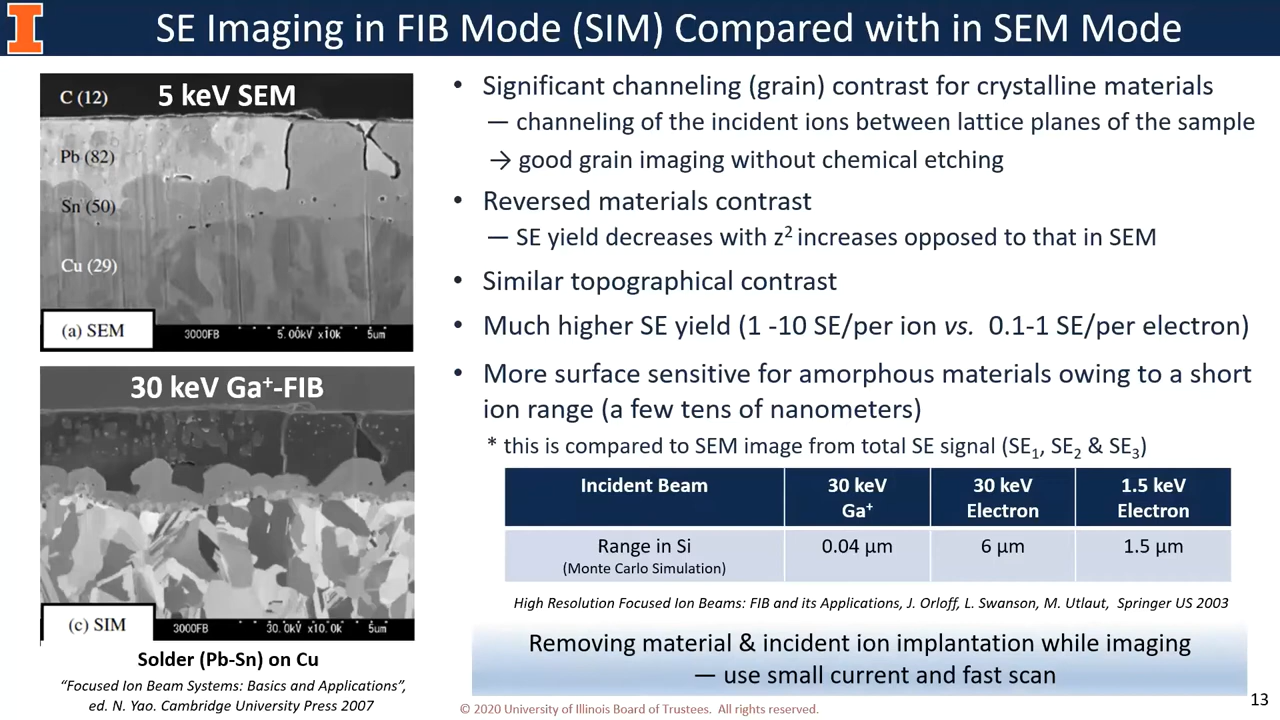 SE Imaging in FIB Mode (SIM) Compared with in SEM Mode
5 keV SEM
C (12)
Pb (82)
Sn (50)
Cu (29)
(a) SEM
3000FB 5.00kV x10k 5um
30 keV Ga⁺-FIB
(c) SIM
3000FB 30.0kV x10.0k 5um
Solder (Pb-Sn) on Cu
“Focused Ion Beam Systems: Basics and Applications”,
ed. N. Yao. Cambridge University Press 2007
• Significant channeling (grain) contrast for crystalline materials
— channeling of the incident ions between lattice planes of the sample
→ good grain imaging without chemical etching
• Reversed materials contrast
— SE yield decreases with z² increases opposed to that in SEM
• Similar topographical contrast
• Much higher SE yield (1 -10 SE/per ion vs. 0.1-1 SE/per electron)
• More surface sensitive for amorphous materials owing to a short
ion range (a few tens of nanometers)
* this is compared to SEM image from total SE signal (SE₁, SE₂ & SE₃)
Incident Beam 30 keV Ga⁺ 30 keV Electron 1.5 keV Electron
Range in Si (Monte Carlo Simulation) 0.04 µm 6 µm 1.5 µm
High Resolution Focused Ion Beams: FIB and its Applications, J. Orloff, L. Swanson, M. Utlaut, Springer US 2003
Removing material & incident ion implantation while imaging
— use small current and fast scan
© 2020 University of Illinois Board of Trustees. All rights reserved.
13